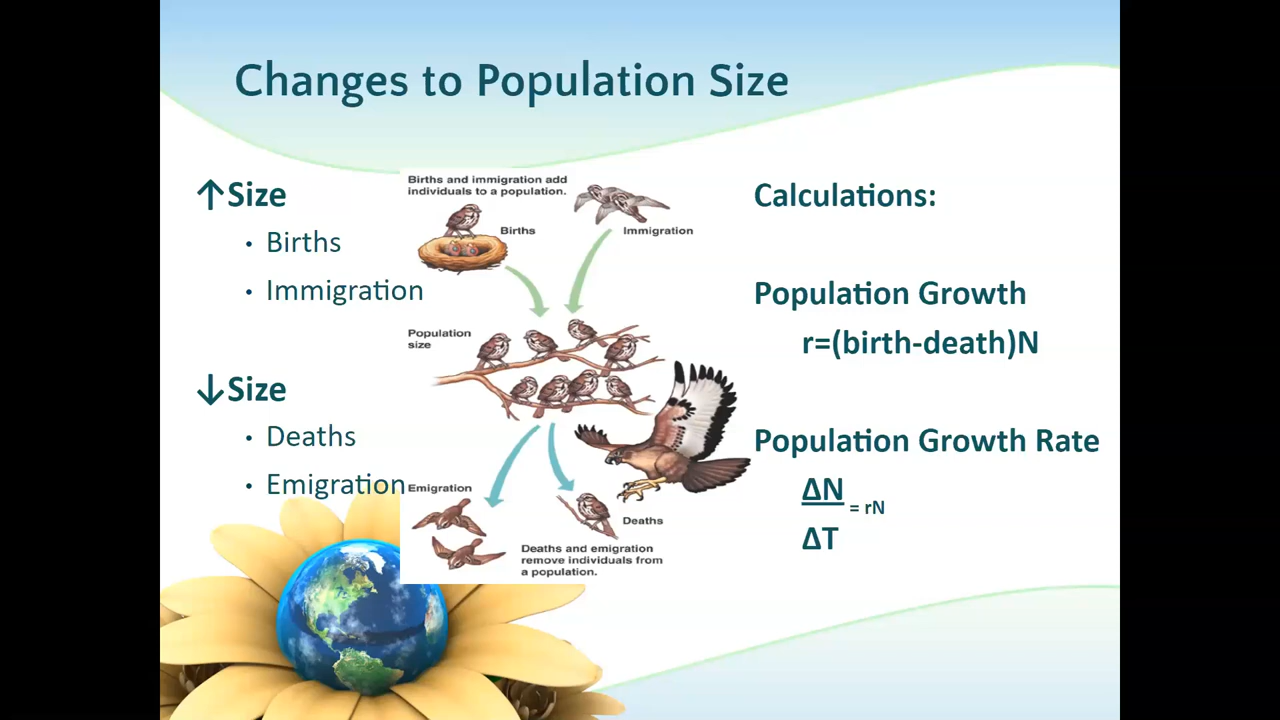 Changes to Population Size
↑Size
• Births
• Immigration
↓Size
• Deaths
• Emigration
Births and immigration add
individuals to a population.
Births
Immigration
Population
size
Emigration
Deaths
Deaths and emigration
remove individuals from
a population.
Calculations:
Population Growth
r=(birth-death)N
Population Growth Rate
ΔN = rN
ΔT